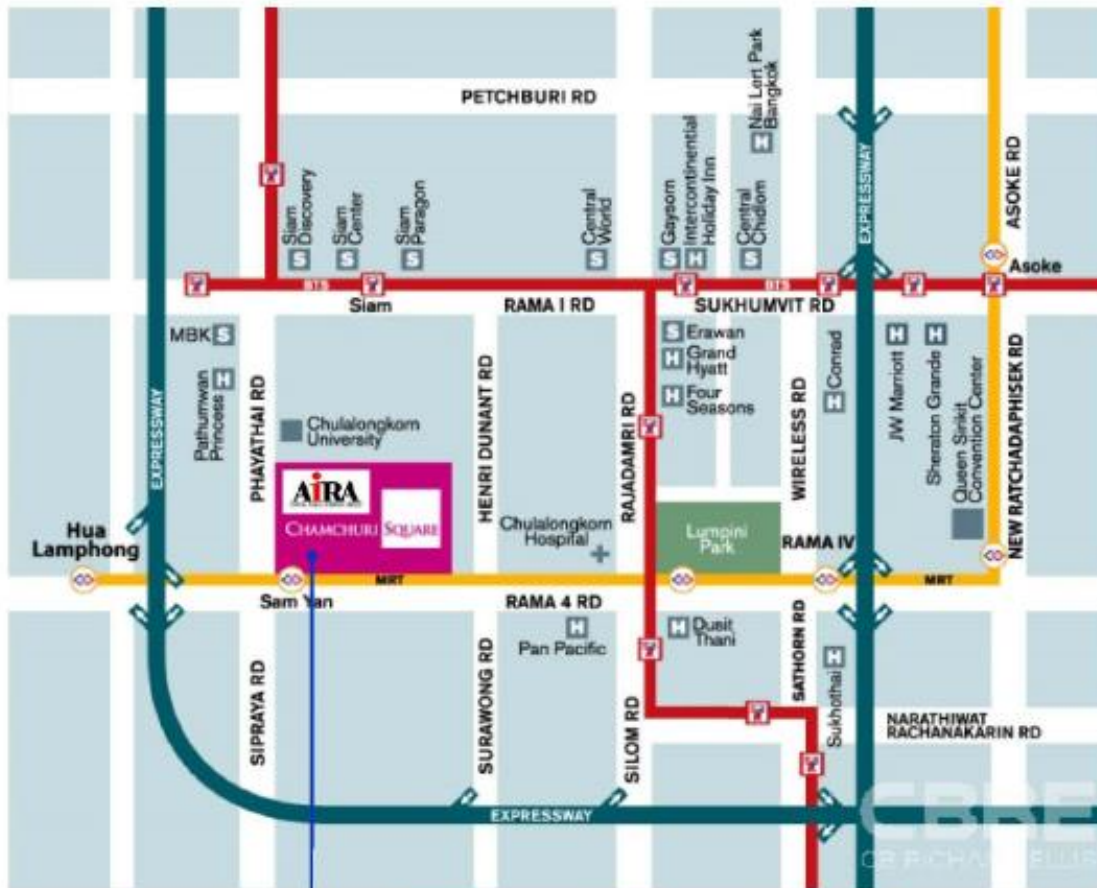 PETCHBURI RD
EXPRESSWAY
ASOKE RD
Nai Lert Park
Bangkok
H
Siam
Discovery
S
Siam
Center
S
Siam
Paragon
S
Central
World
S
Gaysorn
S
Intercontinental
Holiday Inn
H
Central
Chidlom
S
Asoke
BTS
BTS
Siam
RAMA I RD
SUKHUMVIT RD
MBK S
Pathumwan
Princess
H
EXPRESSWAY
PHAYATHAI RD
Chulalongkorn
University
HENRI DUNANT RD
RAJADAMRI RD
S Erawan
H Grand
Hyatt
H Four
Seasons
WIRELESS RD
Conrad
H
JW Marriott
H
Sheraton Grande
H
Queen Sirikit
Convention Center
NEW RATCHADAPHISEK RD
AiRA
CHAMCHURI SQUARE
Chulalongkorn
Hospital
Lumpini
Park
RAMA IV
Hua
Lamphong
MRT
MRT
Sam Yan
RAMA 4 RD
H
Pan Pacific
H Dusit
Thani
SATHORN RD
Sukhothai
H
SIPRAYA RD
SURAWONG RD
SILOM RD
NARATHIWAT
RACHANAKARIN RD
EXPRESSWAY
CBRE
CB RICHARD ELLIS